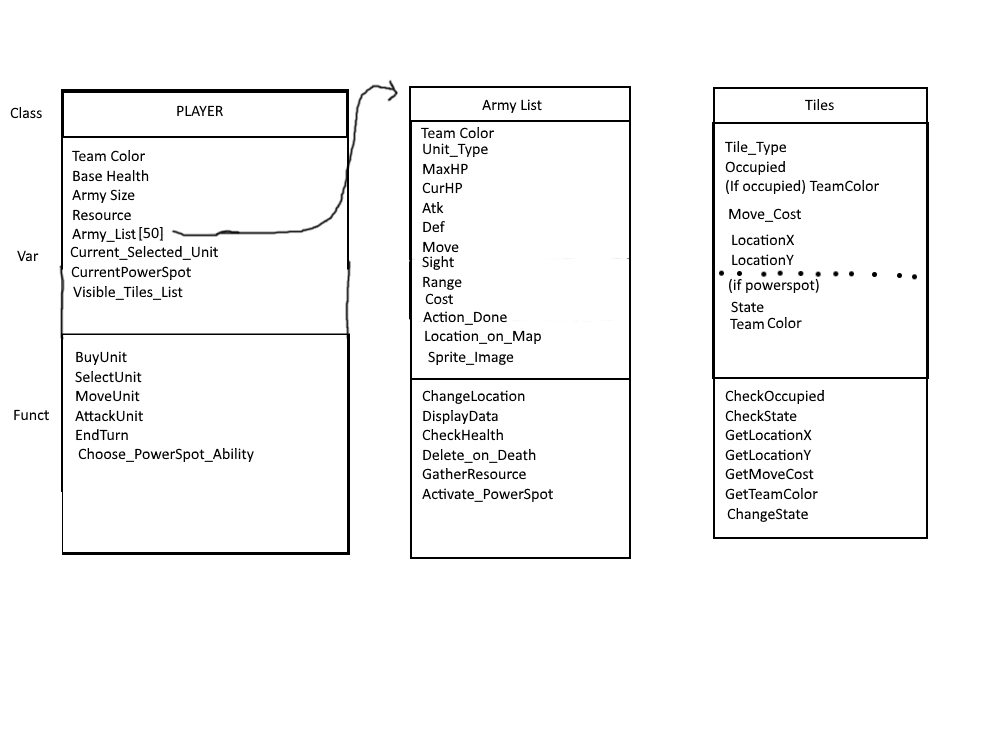 Class
PLAYER
Var
Team Color
Base Health
Army Size
Resource
Army_List [50]
Current_Selected_Unit
CurrentPowerSpot
Visible_Tiles_List
Funct
BuyUnit
SelectUnit
MoveUnit
AttackUnit
EndTurn
Choose_PowerSpot_Ability
Army List
Team Color
Unit_Type
MaxHP
CurHP
Atk
Def
Move
Sight
Range
Cost
Action_Done
Location_on_Map
Sprite_Image
ChangeLocation
DisplayData
CheckHealth
Delete_on_Death
GatherResource
Activate_PowerSpot
Tiles
Tile_Type
Occupied
(If occupied) TeamColor
Move_Cost
LocationX
LocationY
(if powerspot)
State
Team Color
CheckOccupied
CheckState
GetLocationX
GetLocationY
GetMoveCost
GetTeamColor
ChangeState